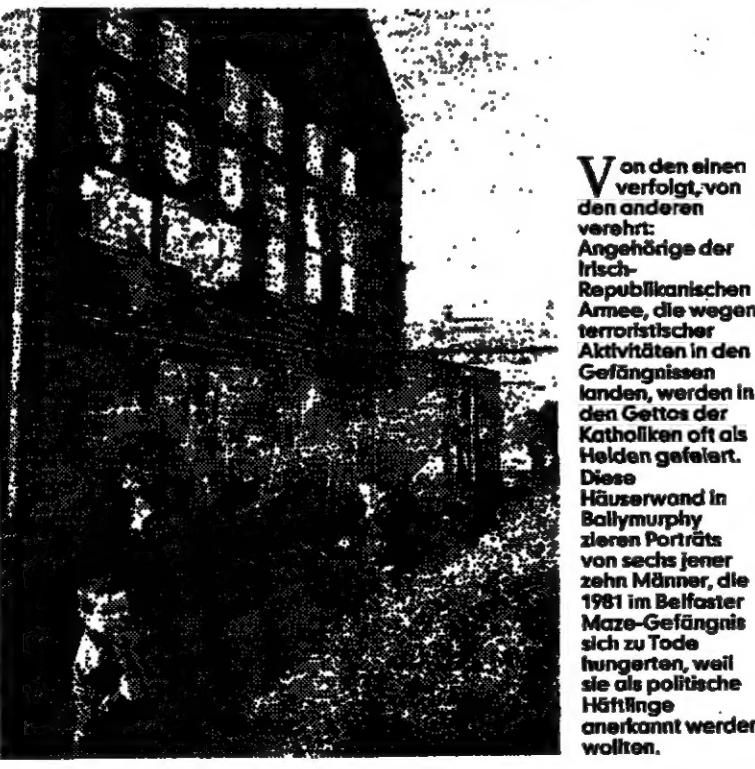 Von den einen
verfolgt, von
den anderen
verehrt:
Angehörige der
Irisch-
Republikanischen
Armee, die wegen
terroristischer
Aktivitäten in den
Gefängnissen
landen, werden in
den Gettos der
Katholiken oft als
Helden gefeiert.
Diese
Häuserwand in
Ballymurphy
zieren Porträts
von sechs jener
zehn Männer, die
1981 im Belfaster
Maze-Gefängnis
sich zu Tode
hungerten, weil
sie als politische
Häftlinge
anerkannt werden
wollten.